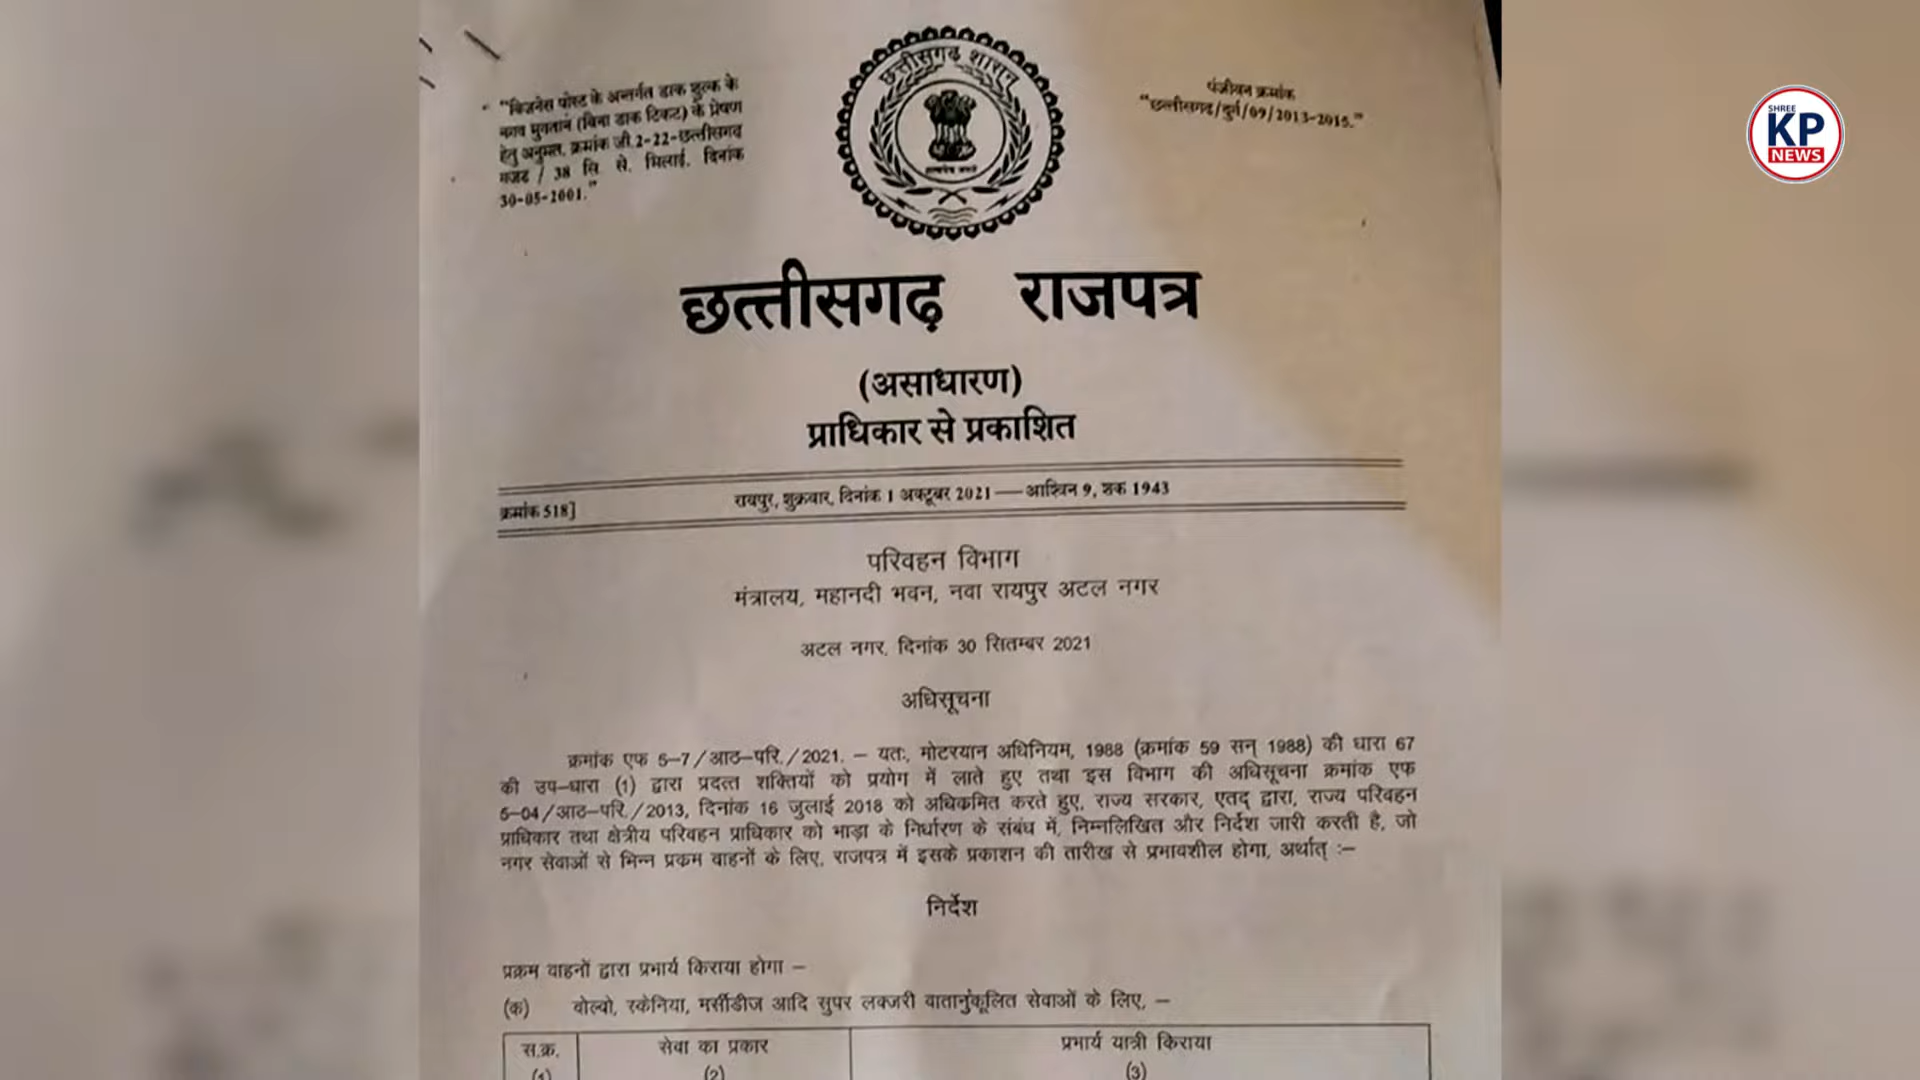 "बिजनेस पोस्ट के अन्तर्गत डाक शुल्क के
नगद भुगतान (बिना डाक टिकट) के प्रेषण
हेतु अनुमत. क्रमांक जी. 2-22-छत्तीसगढ़
गजट / 38 सि. से. भिलाई. दिनांक
30-05-2001."
छत्तीसगढ़ शासन
सत्यमेव जयते
पंजीयन क्रमांक
"छत्तीसगढ़/दुर्ग/09/2013-2015."
SHREE
KP
NEWS
छत्तीसगढ़ राजपत्र
(असाधारण)
प्राधिकार से प्रकाशित
क्रमांक 518]
रायपुर, शुक्रवार, दिनांक 1 अक्टूबर 2021—आश्विन 9, शक 1943
परिवहन विभाग
मंत्रालय, महानदी भवन, नवा रायपुर अटल नगर
अटल नगर, दिनांक 30 सितम्बर 2021
अधिसूचना
क्रमांक एफ 5–7/आठ–परि./2021. – यतः, मोटरयान अधिनियम, 1988 (क्रमांक 59 सन् 1988) की धारा 67
की उप–धारा (1) द्वारा प्रदत्त शक्तियों को प्रयोग में लाते हुए तथा इस विभाग की अधिसूचना क्रमांक एफ
5–04/आठ–परि./2013, दिनांक 16 जुलाई 2018 को अधिकमित करते हुए, राज्य सरकार, एतद् द्वारा, राज्य परिवहन
प्राधिकार तथा क्षेत्रीय परिवहन प्राधिकार को भाड़ा के निर्धारण के संबंध में, निम्नलिखित और निर्देश जारी करती है, जो
नगर सेवाओं से भिन्न प्रकम वाहनों के लिए, राजपत्र में इसके प्रकाशन की तारीख से प्रभावशील होगा, अर्थात् :–
निर्देश
प्रक्रम वाहनों द्वारा प्रभार्य किराया होगा –
(क) वोल्वो, स्केनिया, मर्सीडीज आदि सुपर लक्जरी वातानुंकूलित सेवाओं के लिए, –
स.क्र. सेवा का प्रकार प्रभार्य यात्री किराया
(1) (2) (3)